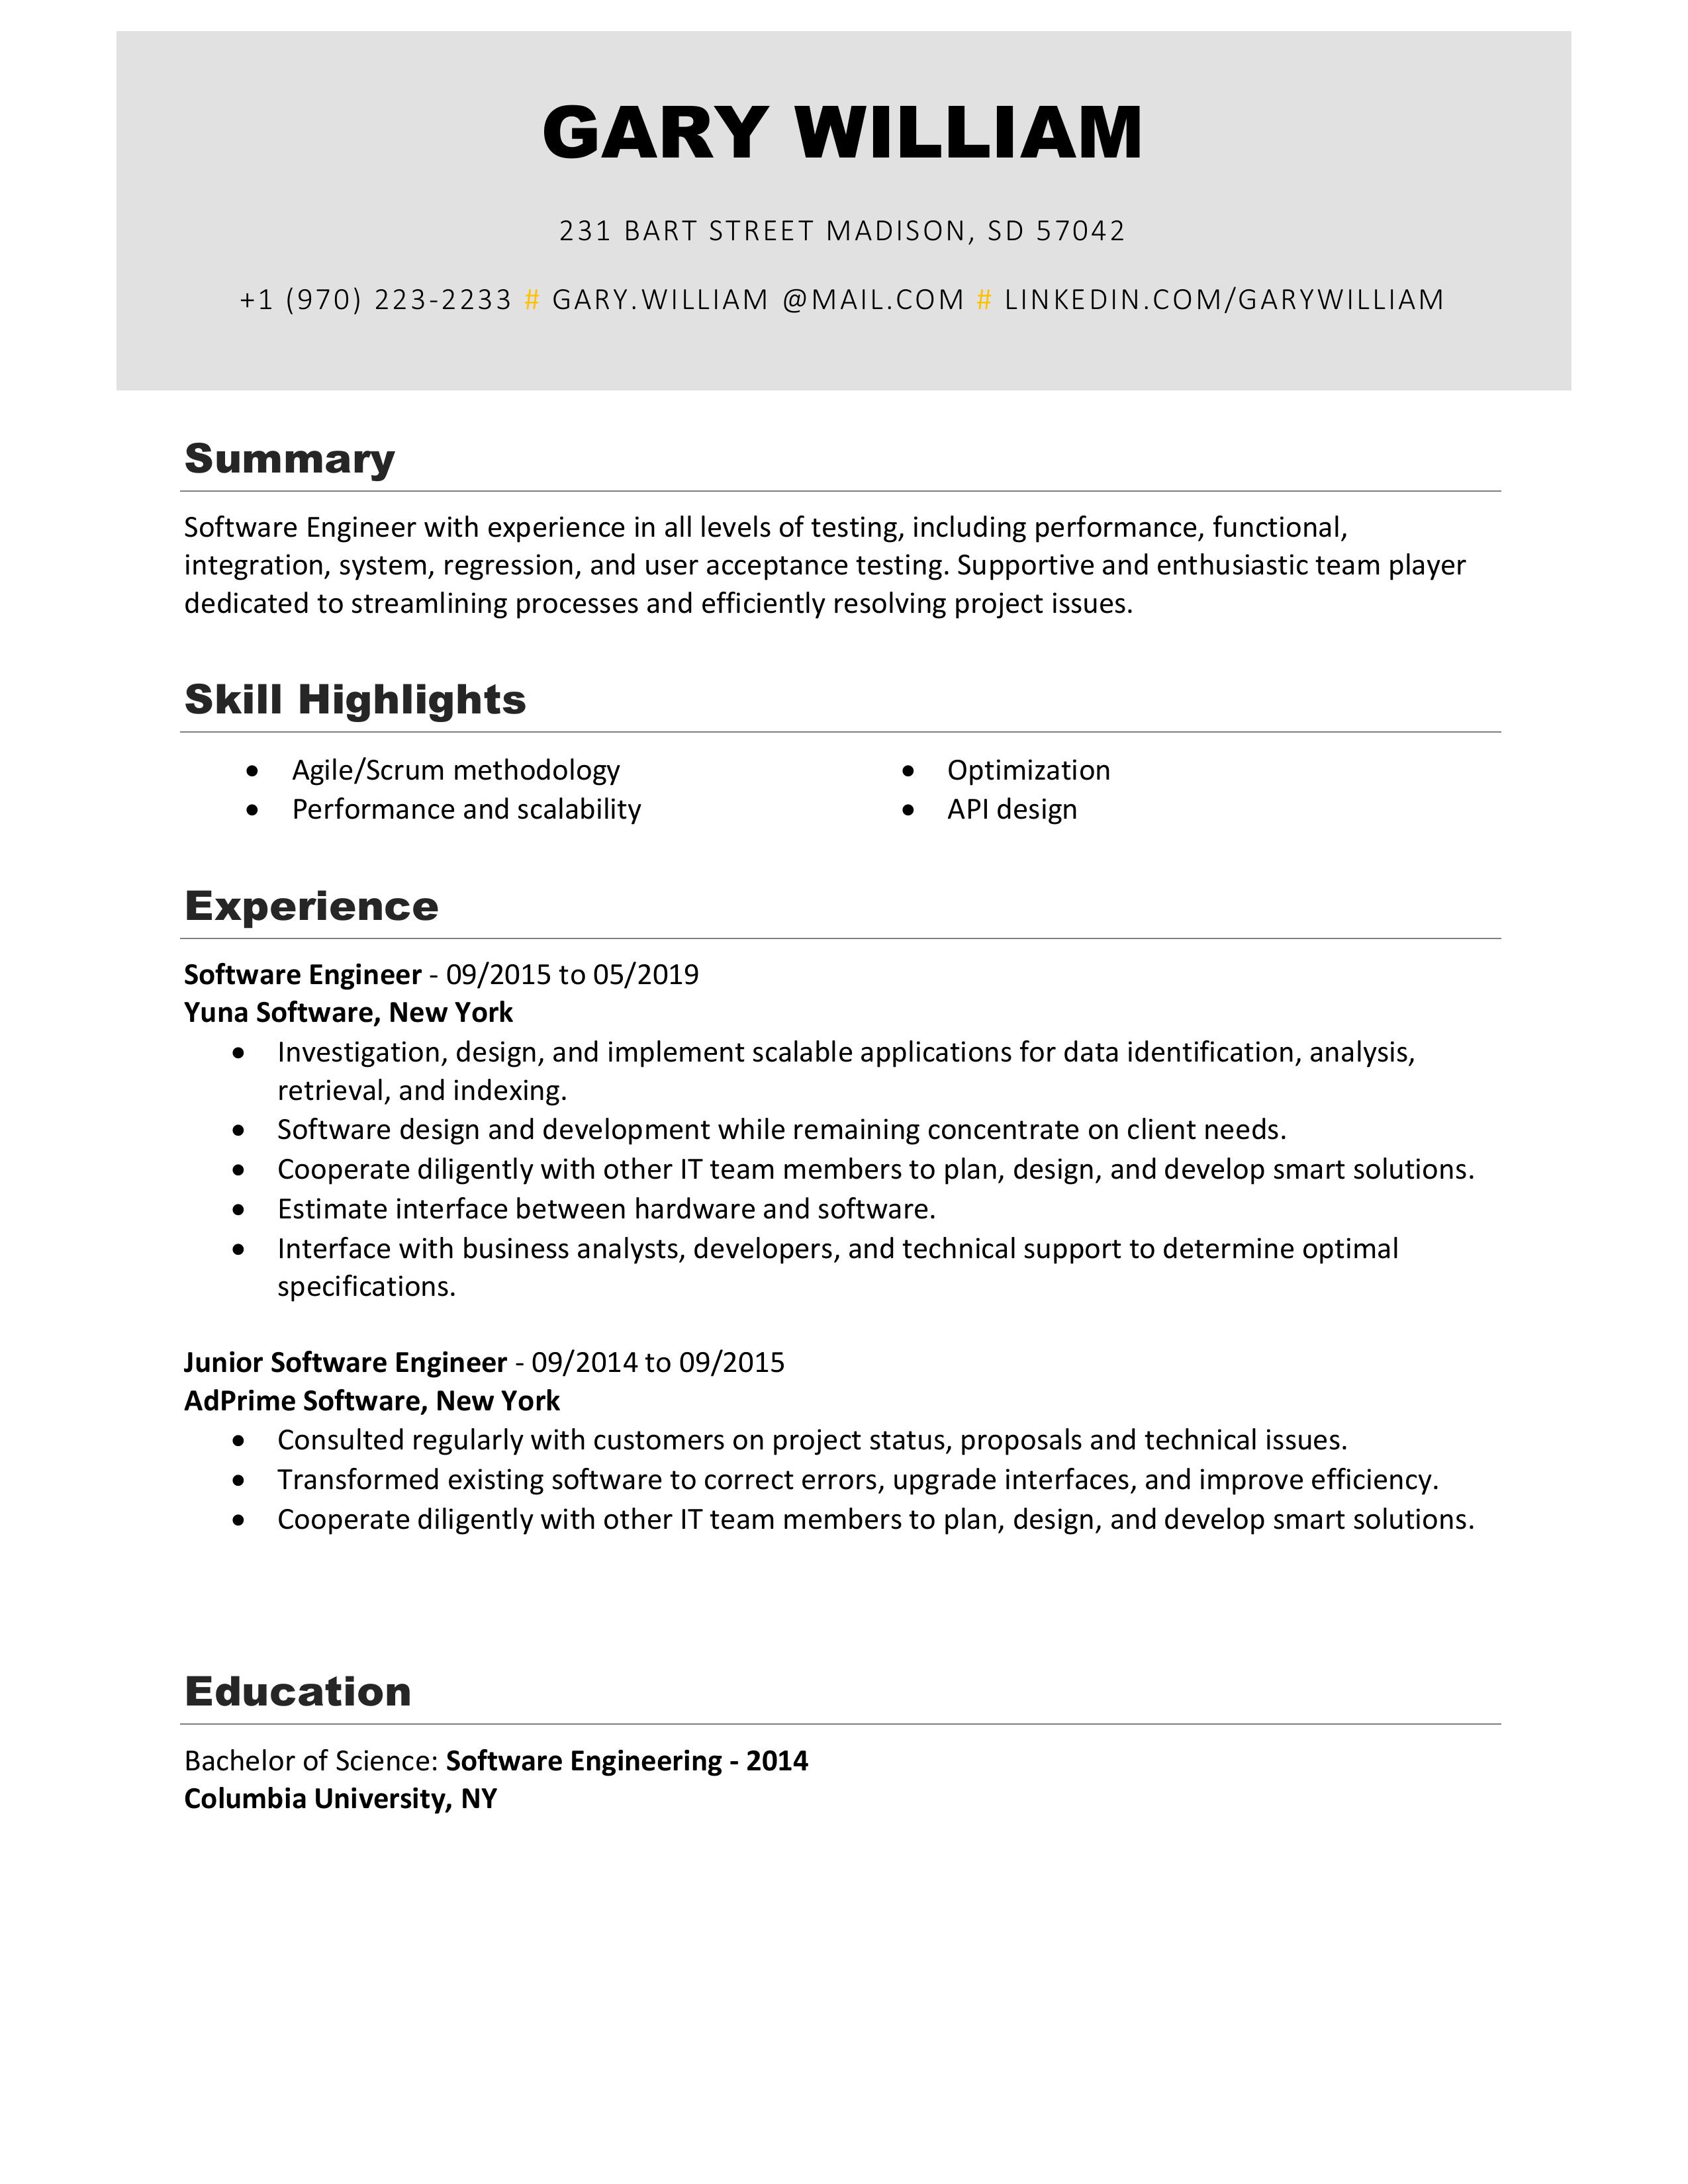 GARY WILLIAM
231 BART STREET MADISON, SD 57042
+1 (970) 223-2233 # GARY.WILLIAM @MAIL.COM # LINKEDIN.COM/GARYWILLIAM
Summary
Software Engineer with experience in all levels of testing, including performance, functional,
integration, system, regression, and user acceptance testing. Supportive and enthusiastic team player
dedicated to streamlining processes and efficiently resolving project issues.
Skill Highlights
• Agile/Scrum methodology
• Performance and scalability
• Optimization
• API design
Experience
Software Engineer - 09/2015 to 05/2019
Yuna Software, New York
• Investigation, design, and implement scalable applications for data identification, analysis,
retrieval, and indexing.
• Software design and development while remaining concentrate on client needs.
• Cooperate diligently with other IT team members to plan, design, and develop smart solutions.
• Estimate interface between hardware and software.
• Interface with business analysts, developers, and technical support to determine optimal
specifications.
Junior Software Engineer - 09/2014 to 09/2015
AdPrime Software, New York
• Consulted regularly with customers on project status, proposals and technical issues.
• Transformed existing software to correct errors, upgrade interfaces, and improve efficiency.
• Cooperate diligently with other IT team members to plan, design, and develop smart solutions.
Education
Bachelor of Science: Software Engineering - 2014
Columbia University, NY